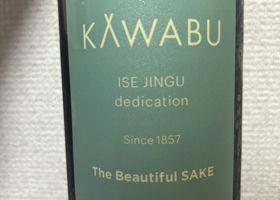 KAWABU
ISE JINGU
dedication
Since 1857
The Beautiful SAKE